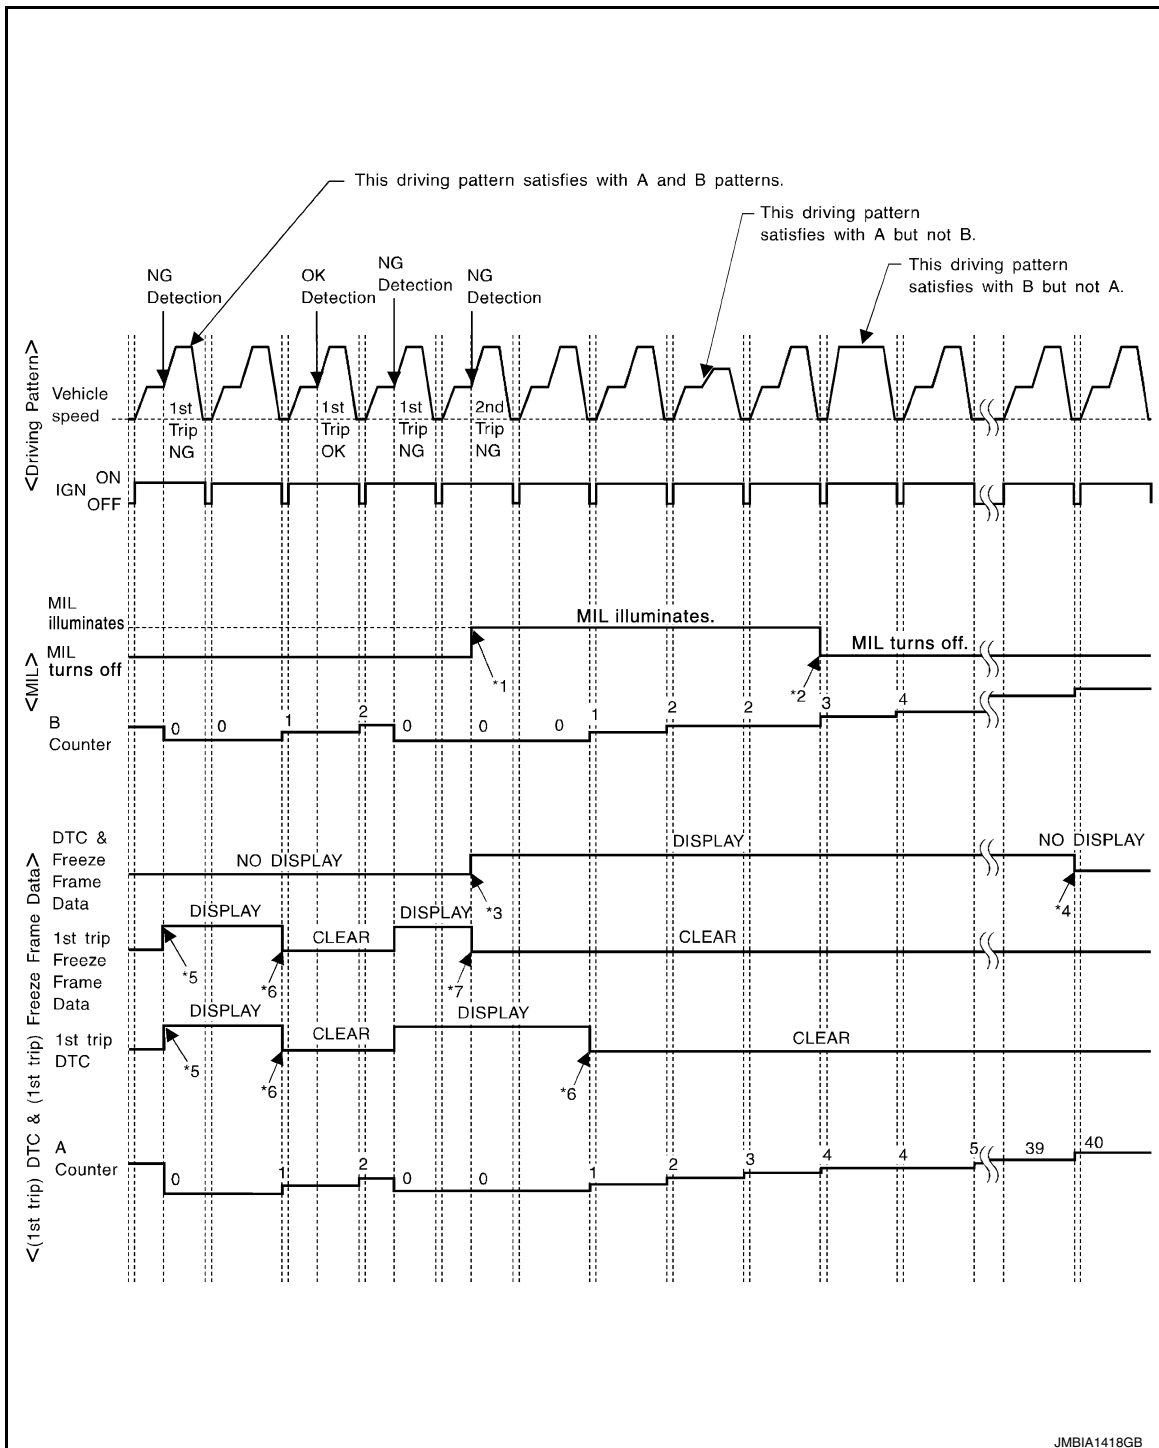 This driving pattern satisfies with A and B patterns.
This driving pattern
satisfies with A but not B.
This driving pattern
satisfies with B but not A.
NG
Detection
OK
Detection
NG
Detection
NG
Detection
<Driving Pattern>
Vehicle
speed
1st
Trip
NG
1st
Trip
OK
1st
Trip
NG
2nd
Trip
NG
IGN
ON
OFF
<MIL>
MIL
illuminates
MIL illuminates.
MIL
turns off
MIL turns off.
*1
*2
B
Counter
0 0 1 2 0 0 0 1 2 2 3 4
<(1st trip) DTC & (1st trip) Freeze Frame Data>
DTC &
Freeze
Frame
Data
NO DISPLAY
DISPLAY
NO DISPLAY
*3
*4
1st trip
Freeze
Frame
Data
DISPLAY
CLEAR
DISPLAY
CLEAR
*5
*6
*7
1st trip
DTC
DISPLAY
CLEAR
DISPLAY
CLEAR
*5
*6
*6
A
Counter
0 1 2 0 0 1 2 3 4 4 5 39 40
JMBIA1418GB